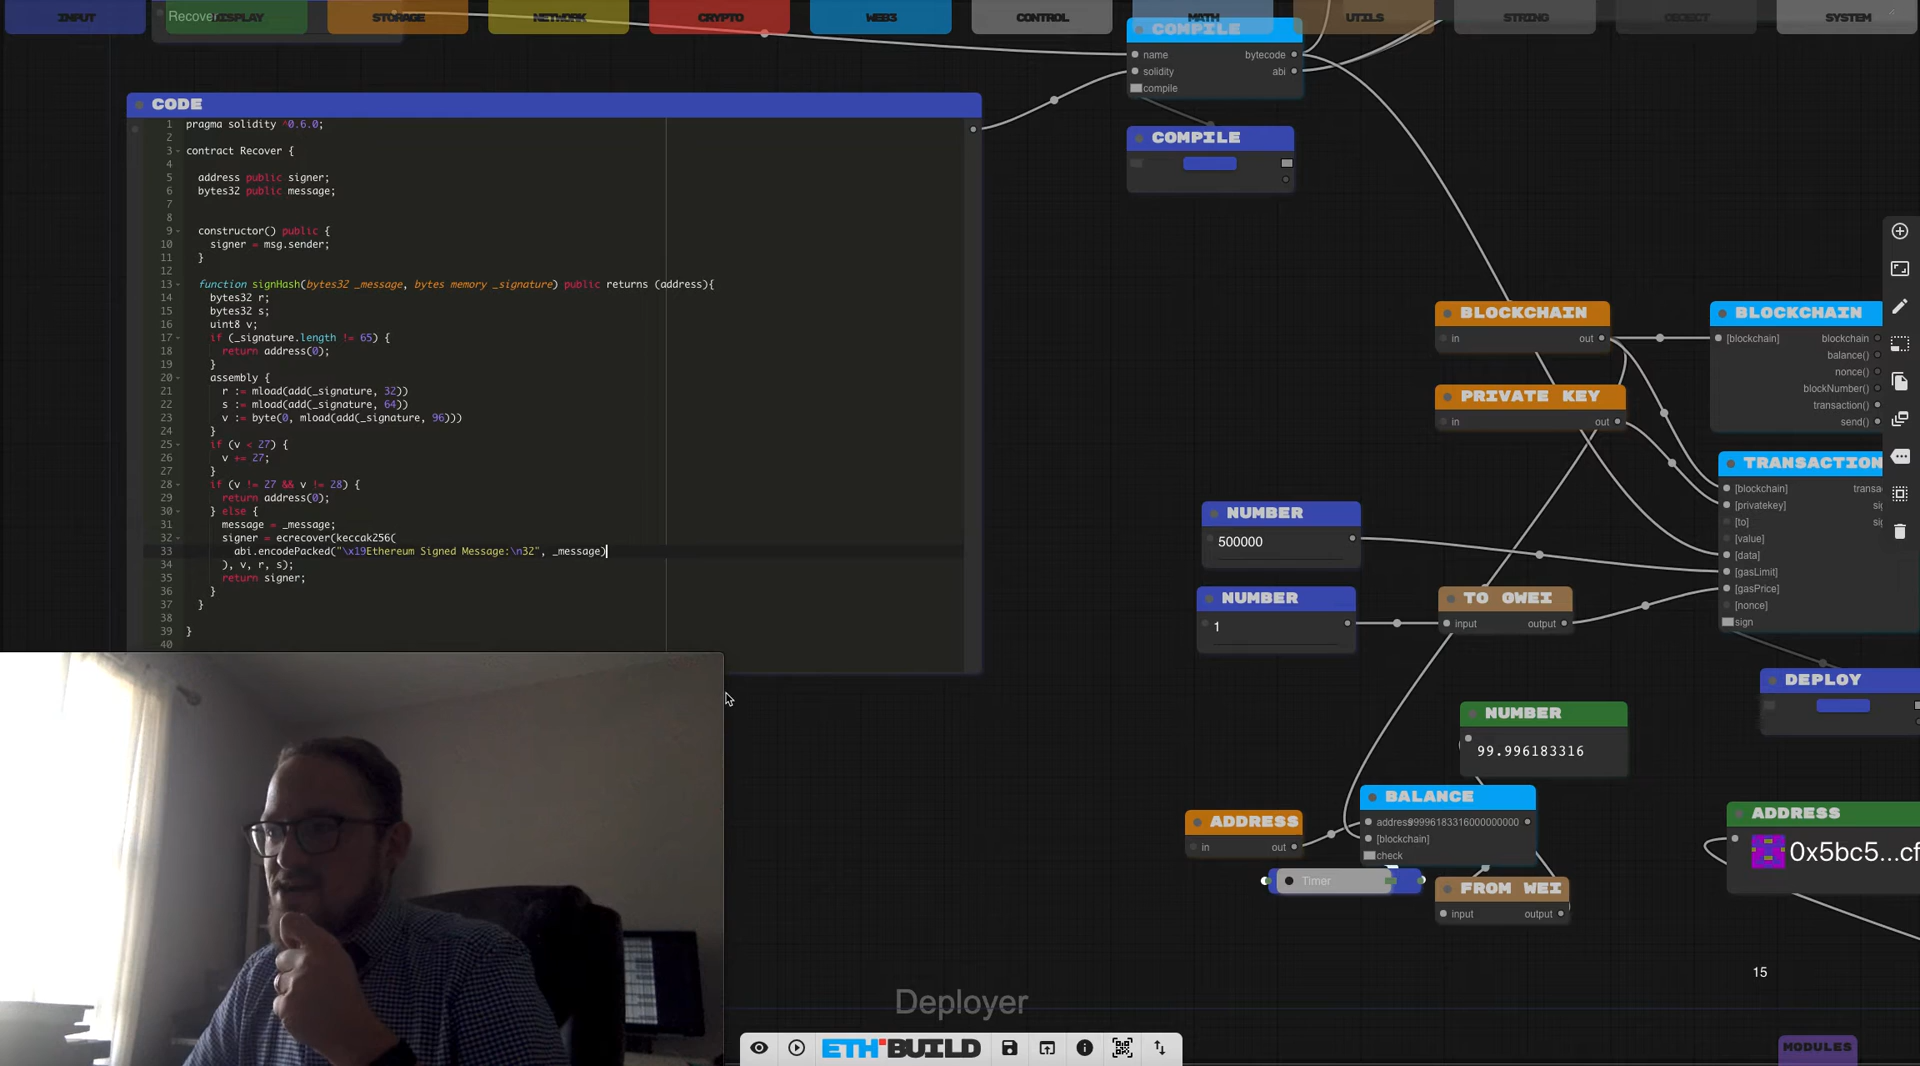 INPUT
Recover
DISPLAY
STORAGE
NETWORK
CRYPTO
WEB3
CONTROL
MATH
UTILS
STRING
OBJECT
SYSTEM
CODE
1 pragma solidity ^0.6.0;
2
3 contract Recover {
4
5 address public signer;
6 bytes32 public message;
7
8
9 constructor() public {
10 signer = msg.sender;
11 }
12
13 function signHash(bytes32 _message, bytes memory _signature) public returns (address){
14 bytes32 r;
15 bytes32 s;
16 uint8 v;
17 if (_signature.length != 65) {
18 return address(0);
19 }
20 assembly {
21 r := mload(add(_signature, 32))
22 s := mload(add(_signature, 64))
23 v := byte(0, mload(add(_signature, 96)))
24 }
25 if (v < 27) {
26 v += 27;
27 }
28 if (v != 27 && v != 28) {
29 return address(0);
30 } else {
31 message = _message;
32 signer = ecrecover(keccak256(
33 abi.encodePacked("\x19Ethereum Signed Message:\n32", _message)
34 ), v, r, s);
35 return signer;
36 }
37 }
38
39 }
40
COMPILE
name bytecode
solidity abi
compile
COMPILE
BLOCKCHAIN
in out
PRIVATE KEY
in out
BLOCKCHAIN
[blockchain] blockchain
balance()
nonce()
blockNumber()
transaction()
send()
TRANSACTION
[blockchain] transa
[privatekey] sig
[to] sig
[value]
[data]
[gasLimit]
[gasPrice]
[nonce]
sign
NUMBER
500000
NUMBER
1
TO GWEI
input output
DEPLOY
NUMBER
99.996183316
ADDRESS
in out
BALANCE
address 99996183316000000000
[blockchain]
check
Timer
FROM WEI
input output
ADDRESS
0x5bc5...cf
15
Deployer
ETH BUILD
MODULES